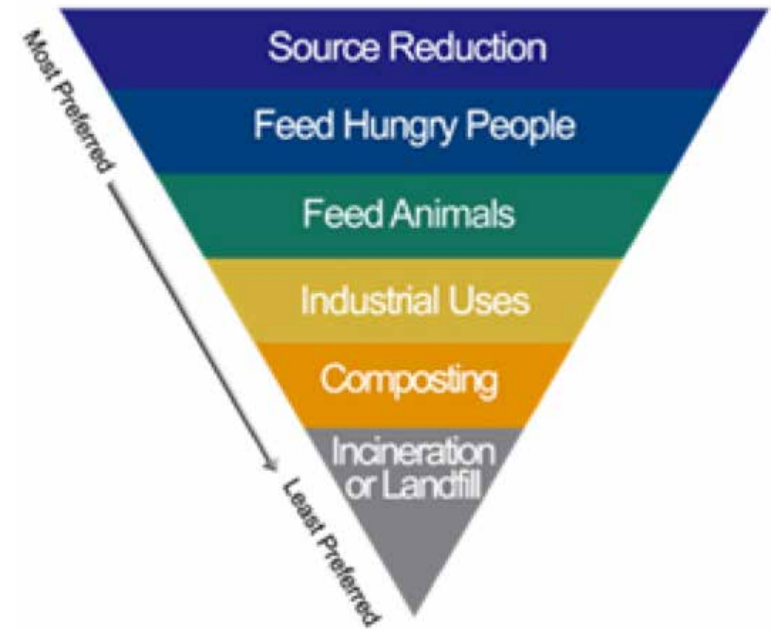 Most Preferred
Source Reduction
Feed Hungry People
Feed Animals
Industrial Uses
Composting
Incineration
or Landfill
Least Preferred